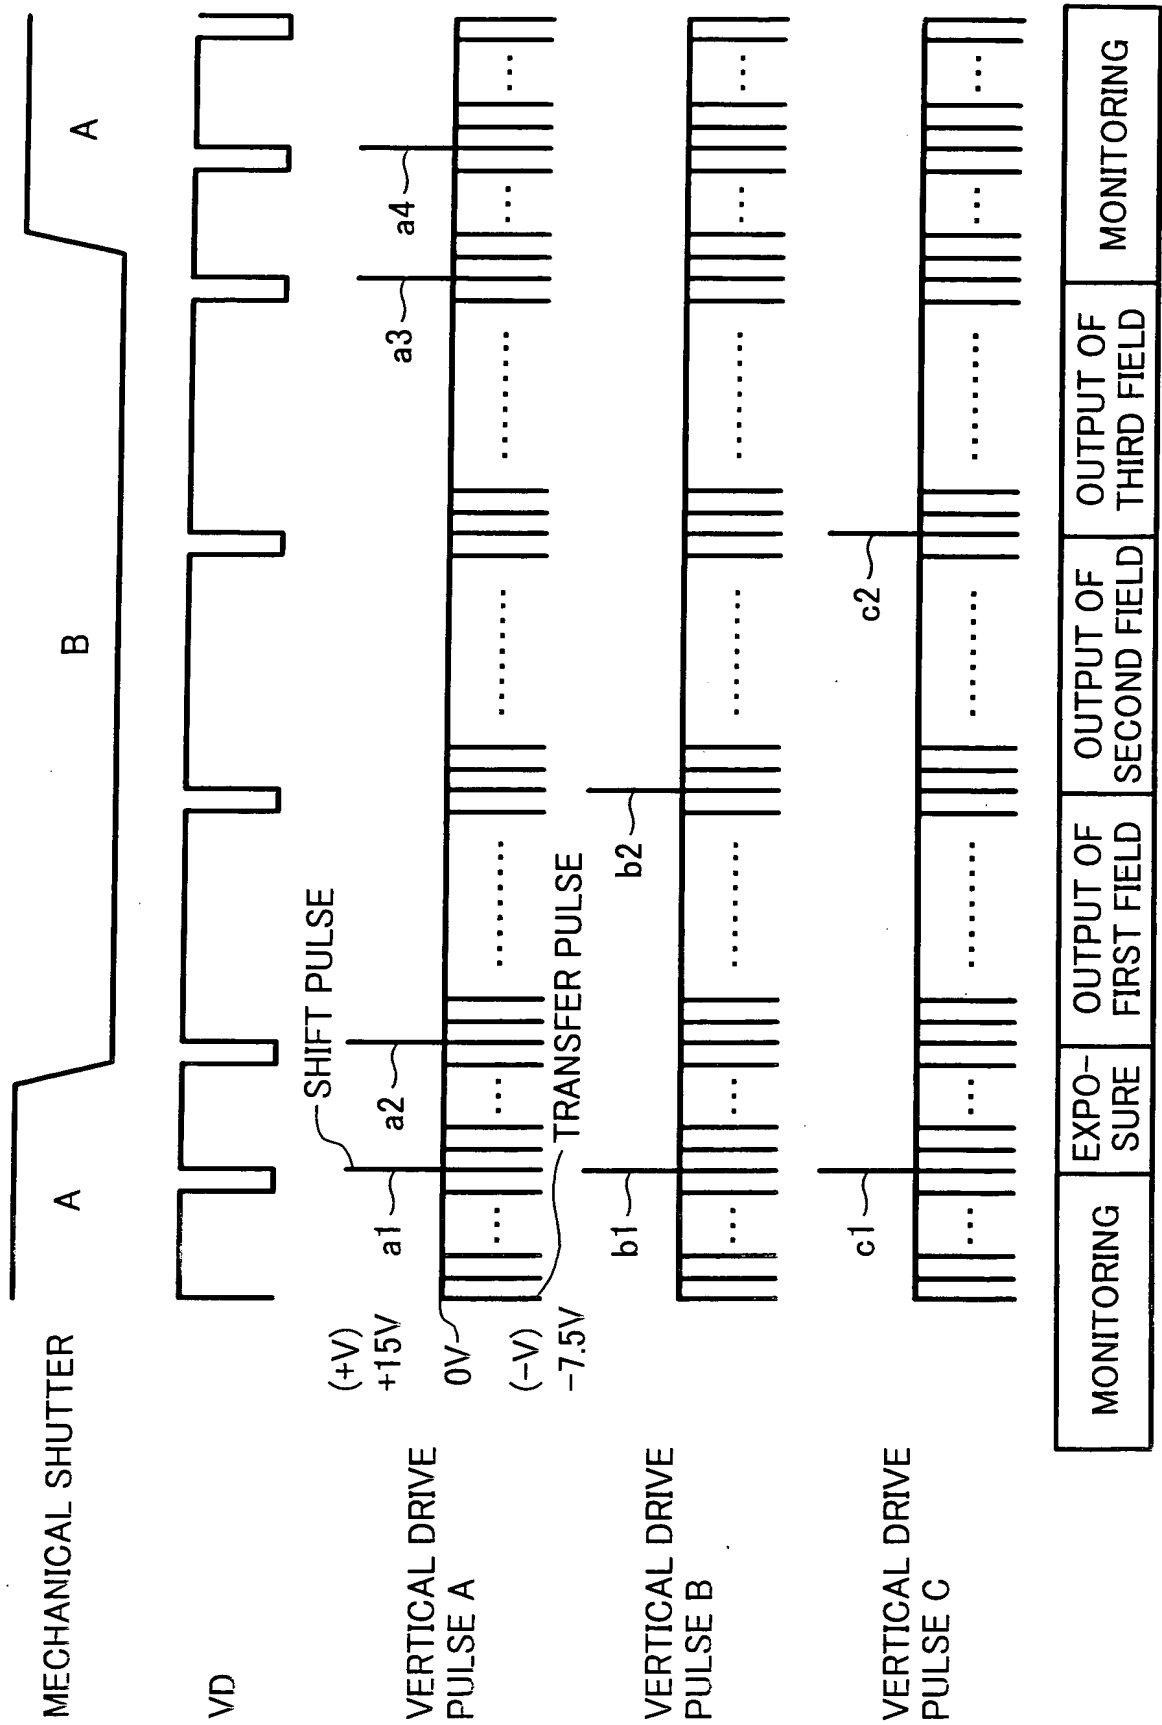 MECHANICAL SHUTTER
A
B
A
VD
VERTICAL DRIVE
PULSE A
(+V)
+15V
0V
(-V)
-7.5V
SHIFT PULSE
TRANSFER PULSE
a1
a2
a3
a4
VERTICAL DRIVE
PULSE B
b1
b2
VERTICAL DRIVE
PULSE C
c1
c2
MONITORING
EXPO-
SURE
OUTPUT OF
FIRST FIELD
OUTPUT OF
SECOND FIELD
OUTPUT OF
THIRD FIELD
MONITORING